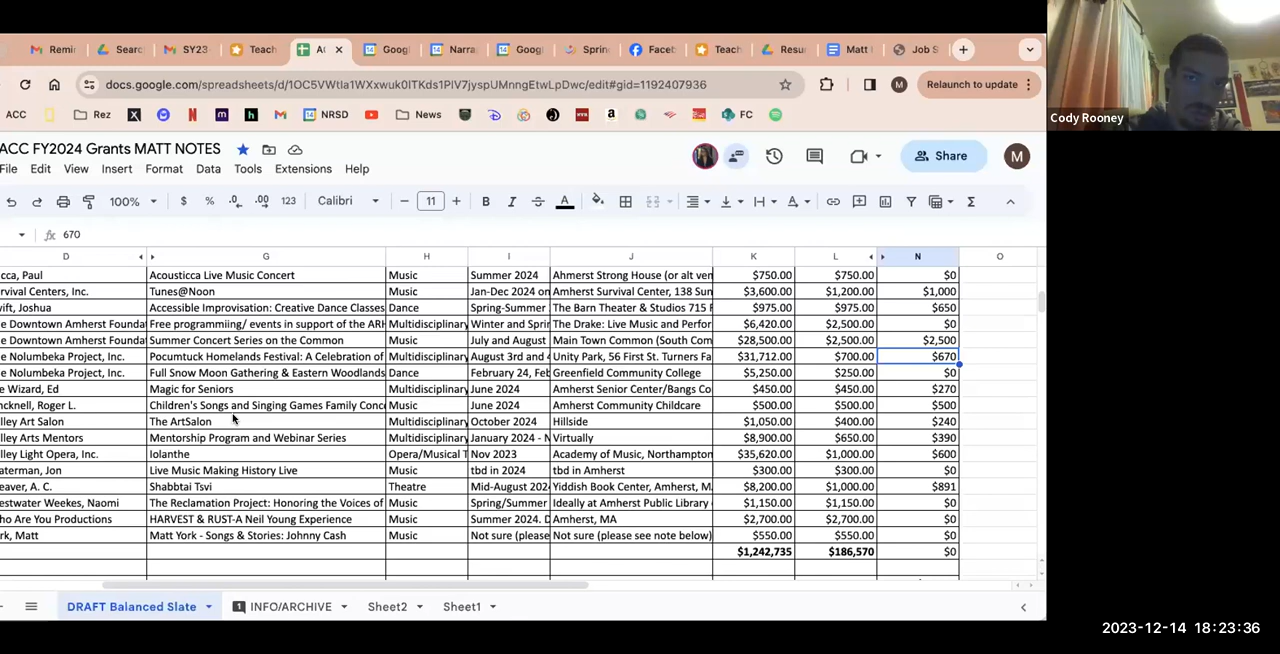 Remi Searc SY23- Teach A( Googl Narra Googl Sprin Faceb Teach Resu Matt Job S
docs.google.com/spreadsheets/d/1OC5VWtIa1WXxwuk0ITKds1PIV7jyspUMnngEtwLpDwc/edit#gid=1192407936 Relaunch to update
ACC Rez NRSD News FC
Cody Rooney
ACC FY2024 Grants MATT NOTES
File Edit View Insert Format Data Tools Extensions Help
Share M
100% $ % .0 .00 123 Calibri 11 B I A
fx 670
D G H I J K L N O
cca, Paul Acousticca Live Music Concert Music Summer 2024 Ahmerst Strong House (or alt ven $750.00 $750.00 $0
rvival Centers, Inc. Tunes@Noon Music Jan-Dec 2024 on Amherst Survival Center, 138 Sun $3,600.00 $1,200.00 $1,000
wift, Joshua Accessible Improvisation: Creative Dance Classes Dance Spring-Summer The Barn Theater & Studios 715 F $975.00 $975.00 $650
e Downtown Amherst Founda Free programmiing/ events in support of the ARH Multidisciplinary Winter and Sprir The Drake: Live Music and Perfor $6,420.00 $2,500.00 $0
e Downtown Amherst Founda Summer Concert Series on the Common Music July and August Main Town Common (South Com $28,500.00 $2,500.00 $2,500
e Nolumbeka Project, Inc. Pocumtuck Homelands Festival: A Celebration of Multidisciplinary August 3rd and 4 Unity Park, 56 First St. Turners Fa $31,712.00 $700.00 $670
e Nolumbeka Project, Inc. Full Snow Moon Gathering & Eastern Woodlands Multidisciplinary February 24, Feb Greenfield Community College $5,250.00 $250.00 $0
e Wizard, Ed Magic for Seniors Multidisciplinary June 2024 Amherst Senior Center/Bangs Co $450.00 $450.00 $270
ncknell, Roger L. Children's Songs and Singing Games Family Conce Music June 2024 Amherst Community Childcare $500.00 $500.00 $500
lley Art Salon The ArtSalon Multidisciplinary October 2024 Hillside $1,050.00 $400.00 $240
lley Arts Mentors Mentorship Program and Webinar Series Multidisciplinary January 2024 - N Virtually $8,900.00 $650.00 $390
lley Light Opera, Inc. Iolanthe Opera/Musical T Nov 2023 Academy of Music, Northampton $35,620.00 $1,000.00 $600
aterman, Jon Live Music Making History Live Music tbd in 2024 tbd in Amherst $300.00 $300.00 $0
eaver, A. C. Shabbtai Tsvi Theatre Mid-August 202 Yiddish Book Center, Amherst, M $8,200.00 $1,000.00 $891
estwater Weekes, Naomi The Reclamation Project: Honoring the Voices of Music Spring/Summer Ideally at Amherst Public Library $1,150.00 $1,150.00 $0
ho Are You Productions HARVEST & RUST-A Neil Young Experience Music Summer 2024. D Amherst, MA $2,700.00 $2,700.00 $0
rk, Matt Matt York - Songs & Stories: Johnny Cash Music Not sure (please Not sure (please see note below) $550.00 $550.00 $0
$1,242,735 $186,570 $0
DRAFT Balanced Slate 1 INFO/ARCHIVE Sheet2 Sheet1
2023-12-14 18:23:36